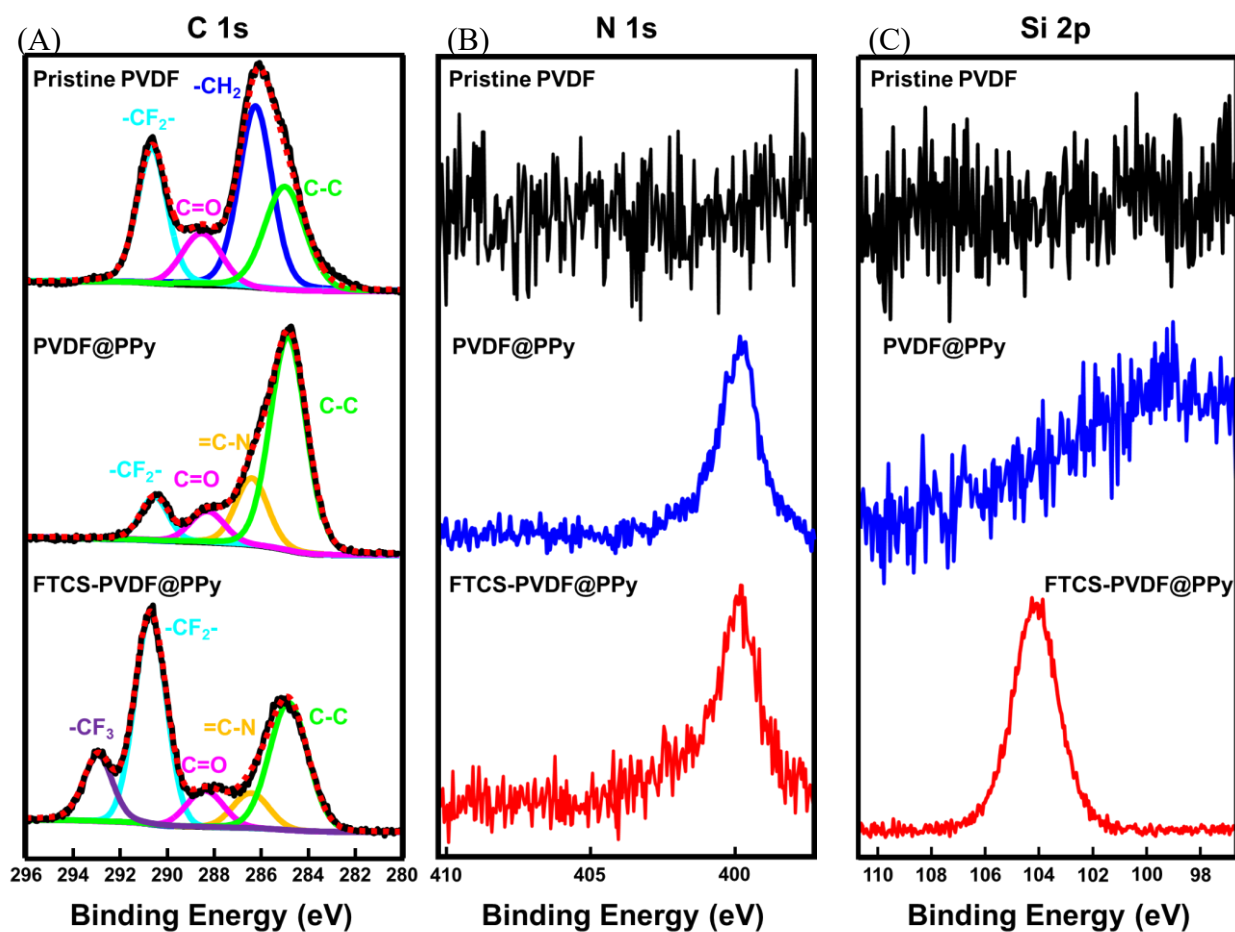 (A) C 1s
Pristine PVDF
-CF₂-
C=O
-CH₂
C-C
PVDF@PPy
-CF₂-
C=O
=C-N
C-C
FTCS-PVDF@PPy
-CF₃
-CF₂-
C=O
=C-N
C-C
296 294 292 290 288 286 284 282 280
Binding Energy (eV)
(B) N 1s
Pristine PVDF
PVDF@PPy
FTCS-PVDF@PPy
410 405 400
Binding Energy (eV)
(C) Si 2p
Pristine PVDF
PVDF@PPy
FTCS-PVDF@PPy
110 108 106 104 102 100 98
Binding Energy (eV)